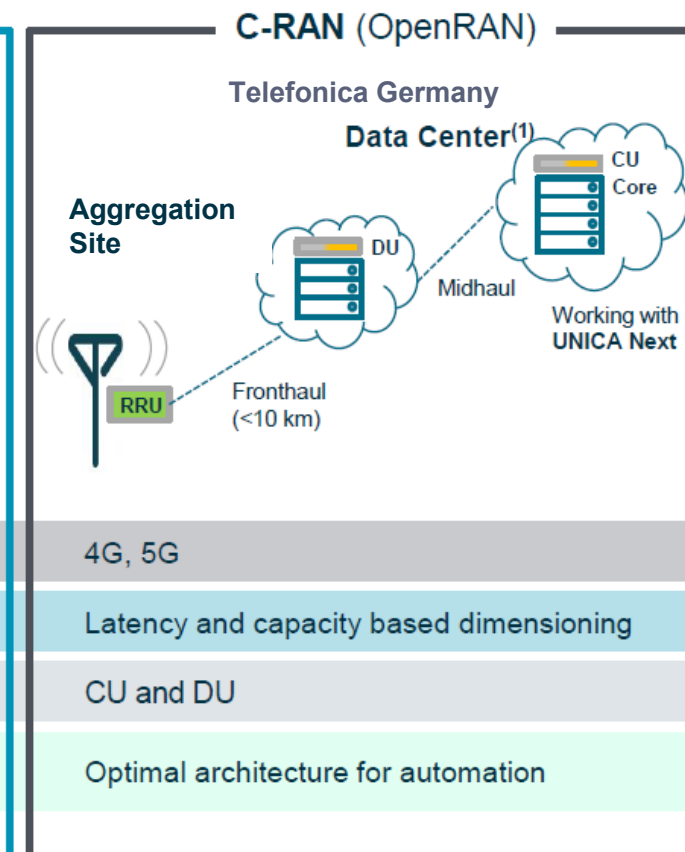 C-RAN (OpenRAN)
Telefonica Germany
Data Center(1)
CU
Core
Aggregation
Site
DU
Midhaul
Working with
UNICA Next
RRU
Fronthaul
(<10 km)
4G, 5G
Latency and capacity based dimensioning
CU and DU
Optimal architecture for automation